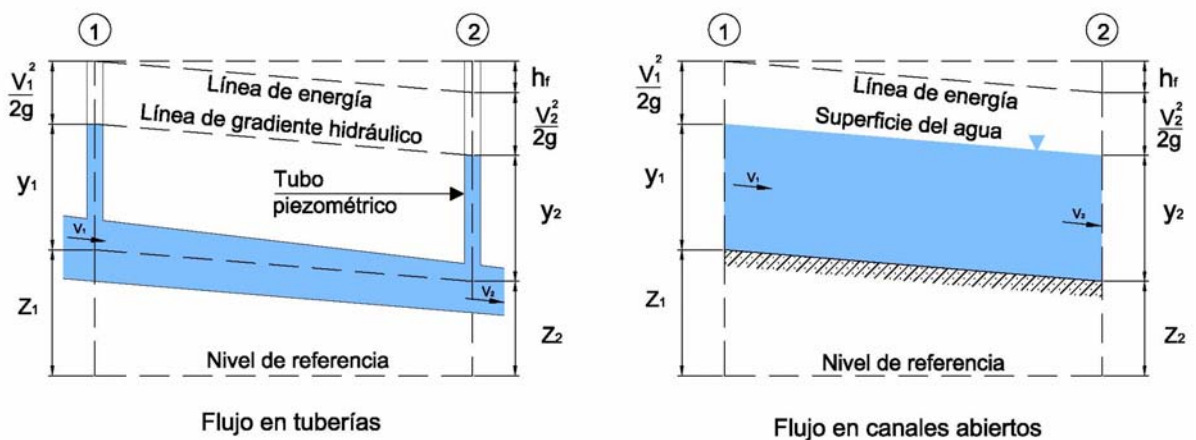 1
2
V₁²
2g
y₁
Z₁
Línea de energía
Línea de gradiente hidráulico
Tubo
piezométrico
V₁
V₂
Nivel de referencia
hf
V₂²
2g
y₂
Z₂
Flujo en tuberías
1
2
V₁²
2g
y₁
Z₁
Línea de energía
Superficie del agua
V₁
V₂
Nivel de referencia
hf
V₂²
2g
y₂
Z₂
Flujo en canales abiertos